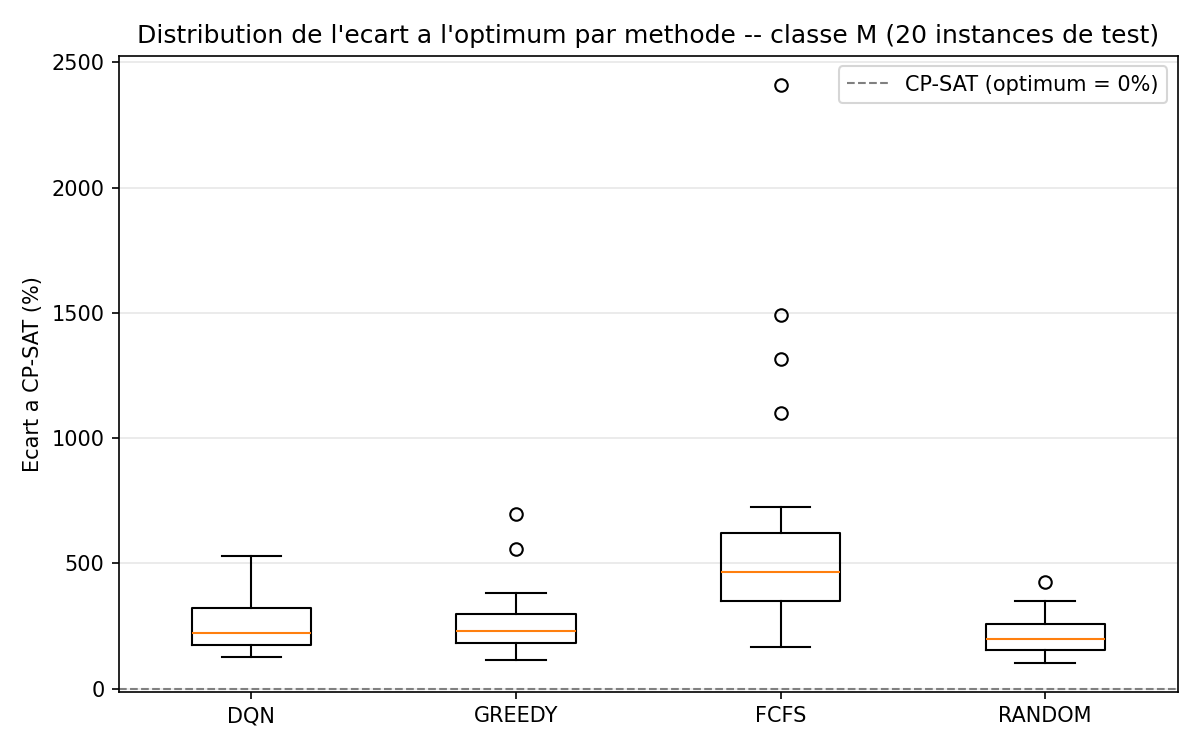 Distribution de l'ecart a l'optimum par methode -- classe M (20 instances de test)
CP-SAT (optimum = 0%)
Ecart a CP-SAT (%)
2500
2000
1500
1000
500
0
DQN GREEDY FCFS RANDOM